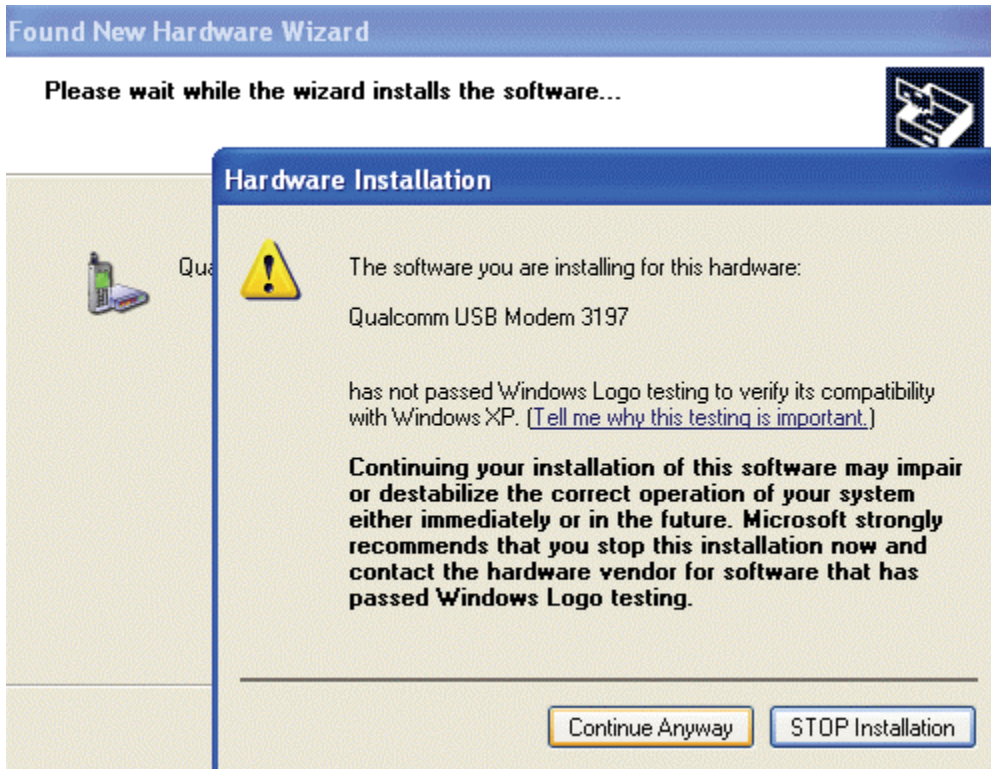 Found New Hardware Wizard
Please wait while the wizard installs the software...
Hardware Installation
Qua
The software you are installing for this hardware:
Qualcomm USB Modem 3197
has not passed Windows Logo testing to verify its compatibility
with Windows XP. (Tell me why this testing is important.)
Continuing your installation of this software may impair
or destabilize the correct operation of your system
either immediately or in the future. Microsoft strongly
recommends that you stop this installation now and
contact the hardware vendor for software that has
passed Windows Logo testing.
Continue Anyway
STOP Installation